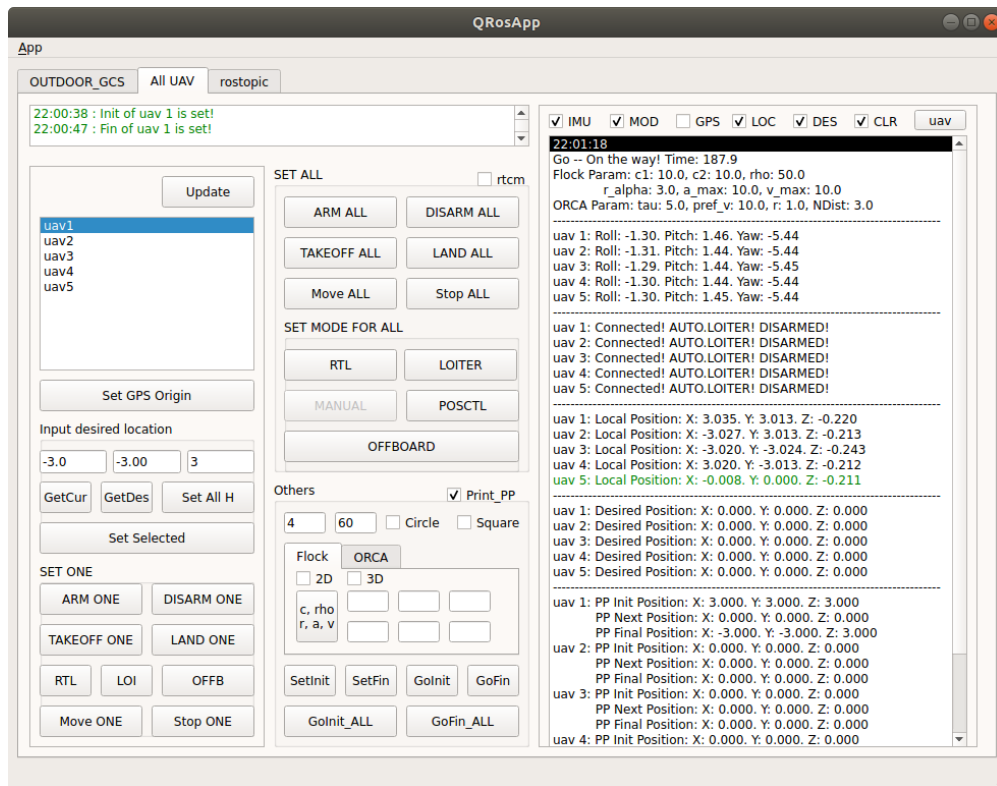 QRosApp
App
OUTDOOR_GCS All UAV rostopic
22:00:38 : Init of uav 1 is set!
22:00:47 : Fin of uav 1 is set!
Update
uav1
uav2
uav3
uav4
uav5
Set GPS Origin
Input desired location
-3.0 -3.00 3
GetCur GetDes Set All H
Set Selected
SET ONE
ARM ONE DISARM ONE
TAKEOFF ONE LAND ONE
RTL LOI OFFB
Move ONE Stop ONE
SET ALL rtcm
ARM ALL DISARM ALL
TAKEOFF ALL LAND ALL
Move ALL Stop ALL
SET MODE FOR ALL
RTL LOITER
MANUAL POSCTL
OFFBOARD
Others Print_PP
4 60 Circle Square
Flock ORCA
2D 3D
c, rho
r, a, v
SetInit SetFin GoInit GoFin
GoInit_ALL GoFin_ALL
IMU MOD GPS LOC DES CLR uav
22:01:18
Go -- On the way! Time: 187.9
Flock Param: c1: 10.0, c2: 10.0, rho: 50.0
r_alpha: 3.0, a_max: 10.0, v_max: 10.0
ORCA Param: tau: 5.0, pref_v: 10.0, r: 1.0, NDist: 3.0
uav 1: Roll: -1.30. Pitch: 1.46. Yaw: -5.44
uav 2: Roll: -1.31. Pitch: 1.44. Yaw: -5.44
uav 3: Roll: -1.29. Pitch: 1.44. Yaw: -5.45
uav 4: Roll: -1.30. Pitch: 1.44. Yaw: -5.44
uav 5: Roll: -1.30. Pitch: 1.45. Yaw: -5.44
uav 1: Connected! AUTO.LOITER! DISARMED!
uav 2: Connected! AUTO.LOITER! DISARMED!
uav 3: Connected! AUTO.LOITER! DISARMED!
uav 4: Connected! AUTO.LOITER! DISARMED!
uav 5: Connected! AUTO.LOITER! DISARMED!
uav 1: Local Position: X: 3.035. Y: 3.013. Z: -0.220
uav 2: Local Position: X: -3.027. Y: 3.013. Z: -0.213
uav 3: Local Position: X: -3.020. Y: -3.024. Z: -0.243
uav 4: Local Position: X: 3.020. Y: -3.013. Z: -0.212
uav 5: Local Position: X: -0.008. Y: 0.000. Z: -0.211
uav 1: Desired Position: X: 0.000. Y: 0.000. Z: 0.000
uav 2: Desired Position: X: 0.000. Y: 0.000. Z: 0.000
uav 3: Desired Position: X: 0.000. Y: 0.000. Z: 0.000
uav 4: Desired Position: X: 0.000. Y: 0.000. Z: 0.000
uav 5: Desired Position: X: 0.000. Y: 0.000. Z: 0.000
uav 1: PP Init Position: X: 3.000. Y: 3.000. Z: 3.000
PP Next Position: X: 0.000. Y: 0.000. Z: 0.000
PP Final Position: X: -3.000. Y: -3.000. Z: 3.000
uav 2: PP Init Position: X: 0.000. Y: 0.000. Z: 0.000
PP Next Position: X: 0.000. Y: 0.000. Z: 0.000
PP Final Position: X: 0.000. Y: 0.000. Z: 0.000
uav 3: PP Init Position: X: 0.000. Y: 0.000. Z: 0.000
PP Next Position: X: 0.000. Y: 0.000. Z: 0.000
PP Final Position: X: 0.000. Y: 0.000. Z: 0.000
uav 4: PP Init Position: X: 0.000. Y: 0.000. Z: 0.000